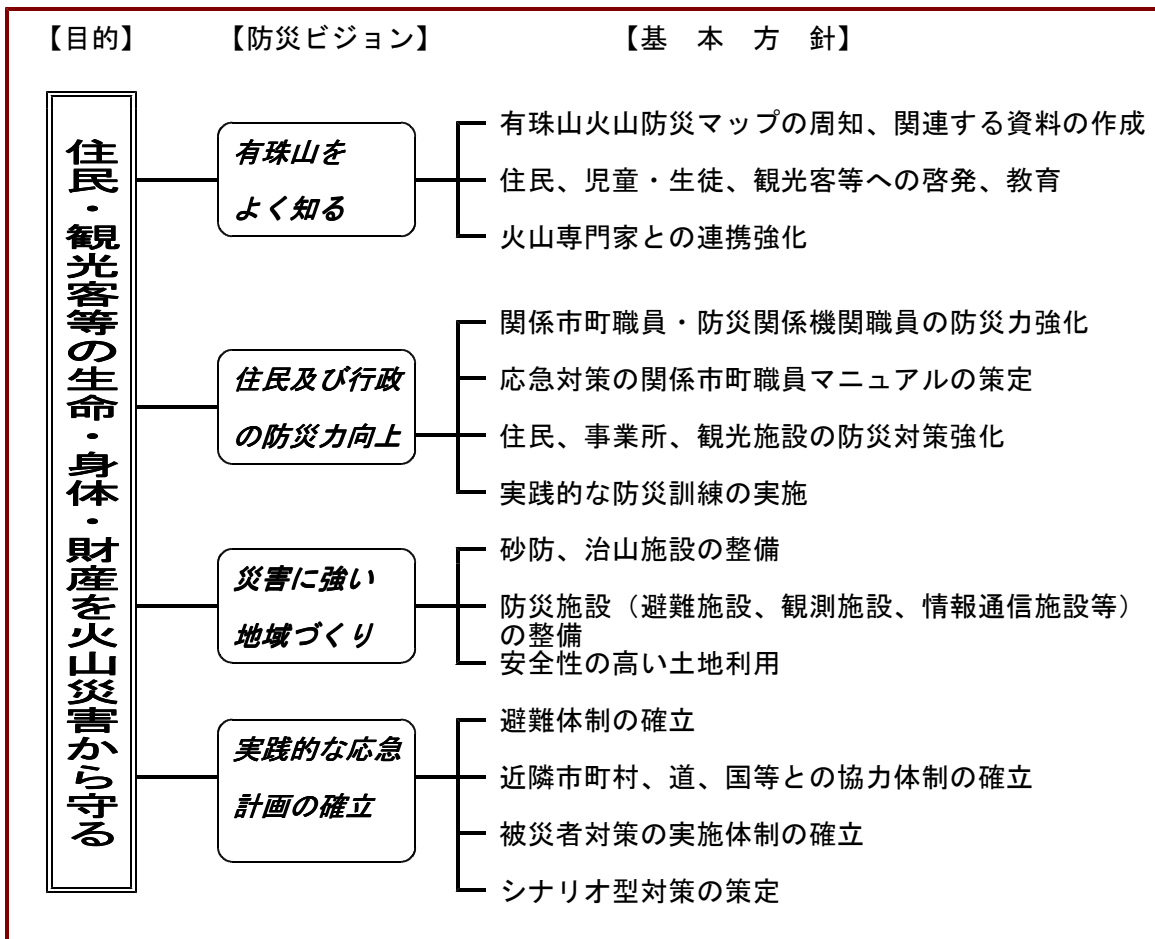 【目的】 【防災ビジョン】 【基　本　方　針】
住民・観光客等の生命・身体・財産を火山災害から守る
有珠山を
よく知る
有珠山火山防災マップの周知、関連する資料の作成
住民、児童・生徒、観光客等への啓発、教育
火山専門家との連携強化
住民及び行政
の防災力向上
関係市町職員・防災関係機関職員の防災力強化
応急対策の関係市町職員マニュアルの策定
住民、事業所、観光施設の防災対策強化
実践的な防災訓練の実施
災害に強い
地域づくり
砂防、治山施設の整備
防災施設（避難施設、観測施設、情報通信施設等）
の整備
安全性の高い土地利用
実践的な応急
計画の確立
避難体制の確立
近隣市町村、道、国等との協力体制の確立
被災者対策の実施体制の確立
シナリオ型対策の策定